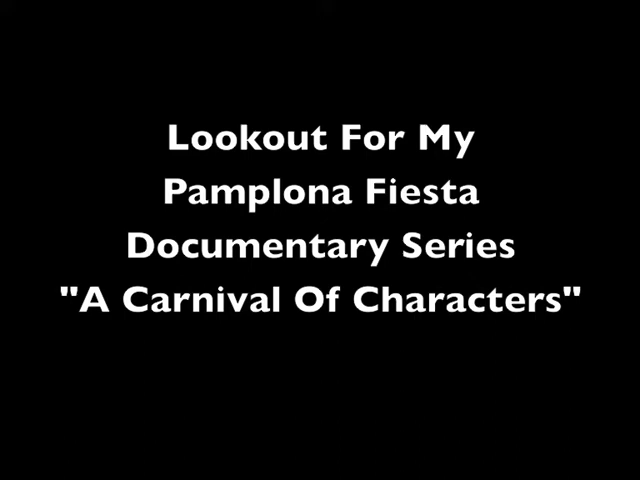 Lookout For My
Pamplona Fiesta
Documentary Series
"A Carnival Of Characters"